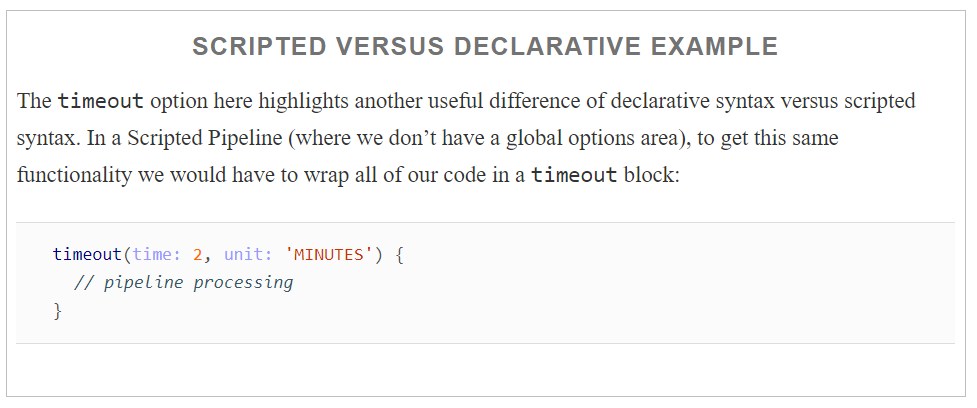 SCRIPTED VERSUS DECLARATIVE EXAMPLE
The timeout option here highlights another useful difference of declarative syntax versus scripted
syntax. In a Scripted Pipeline (where we don’t have a global options area), to get this same
functionality we would have to wrap all of our code in a timeout block:
timeout(time: 2, unit: 'MINUTES') {
// pipeline processing
}